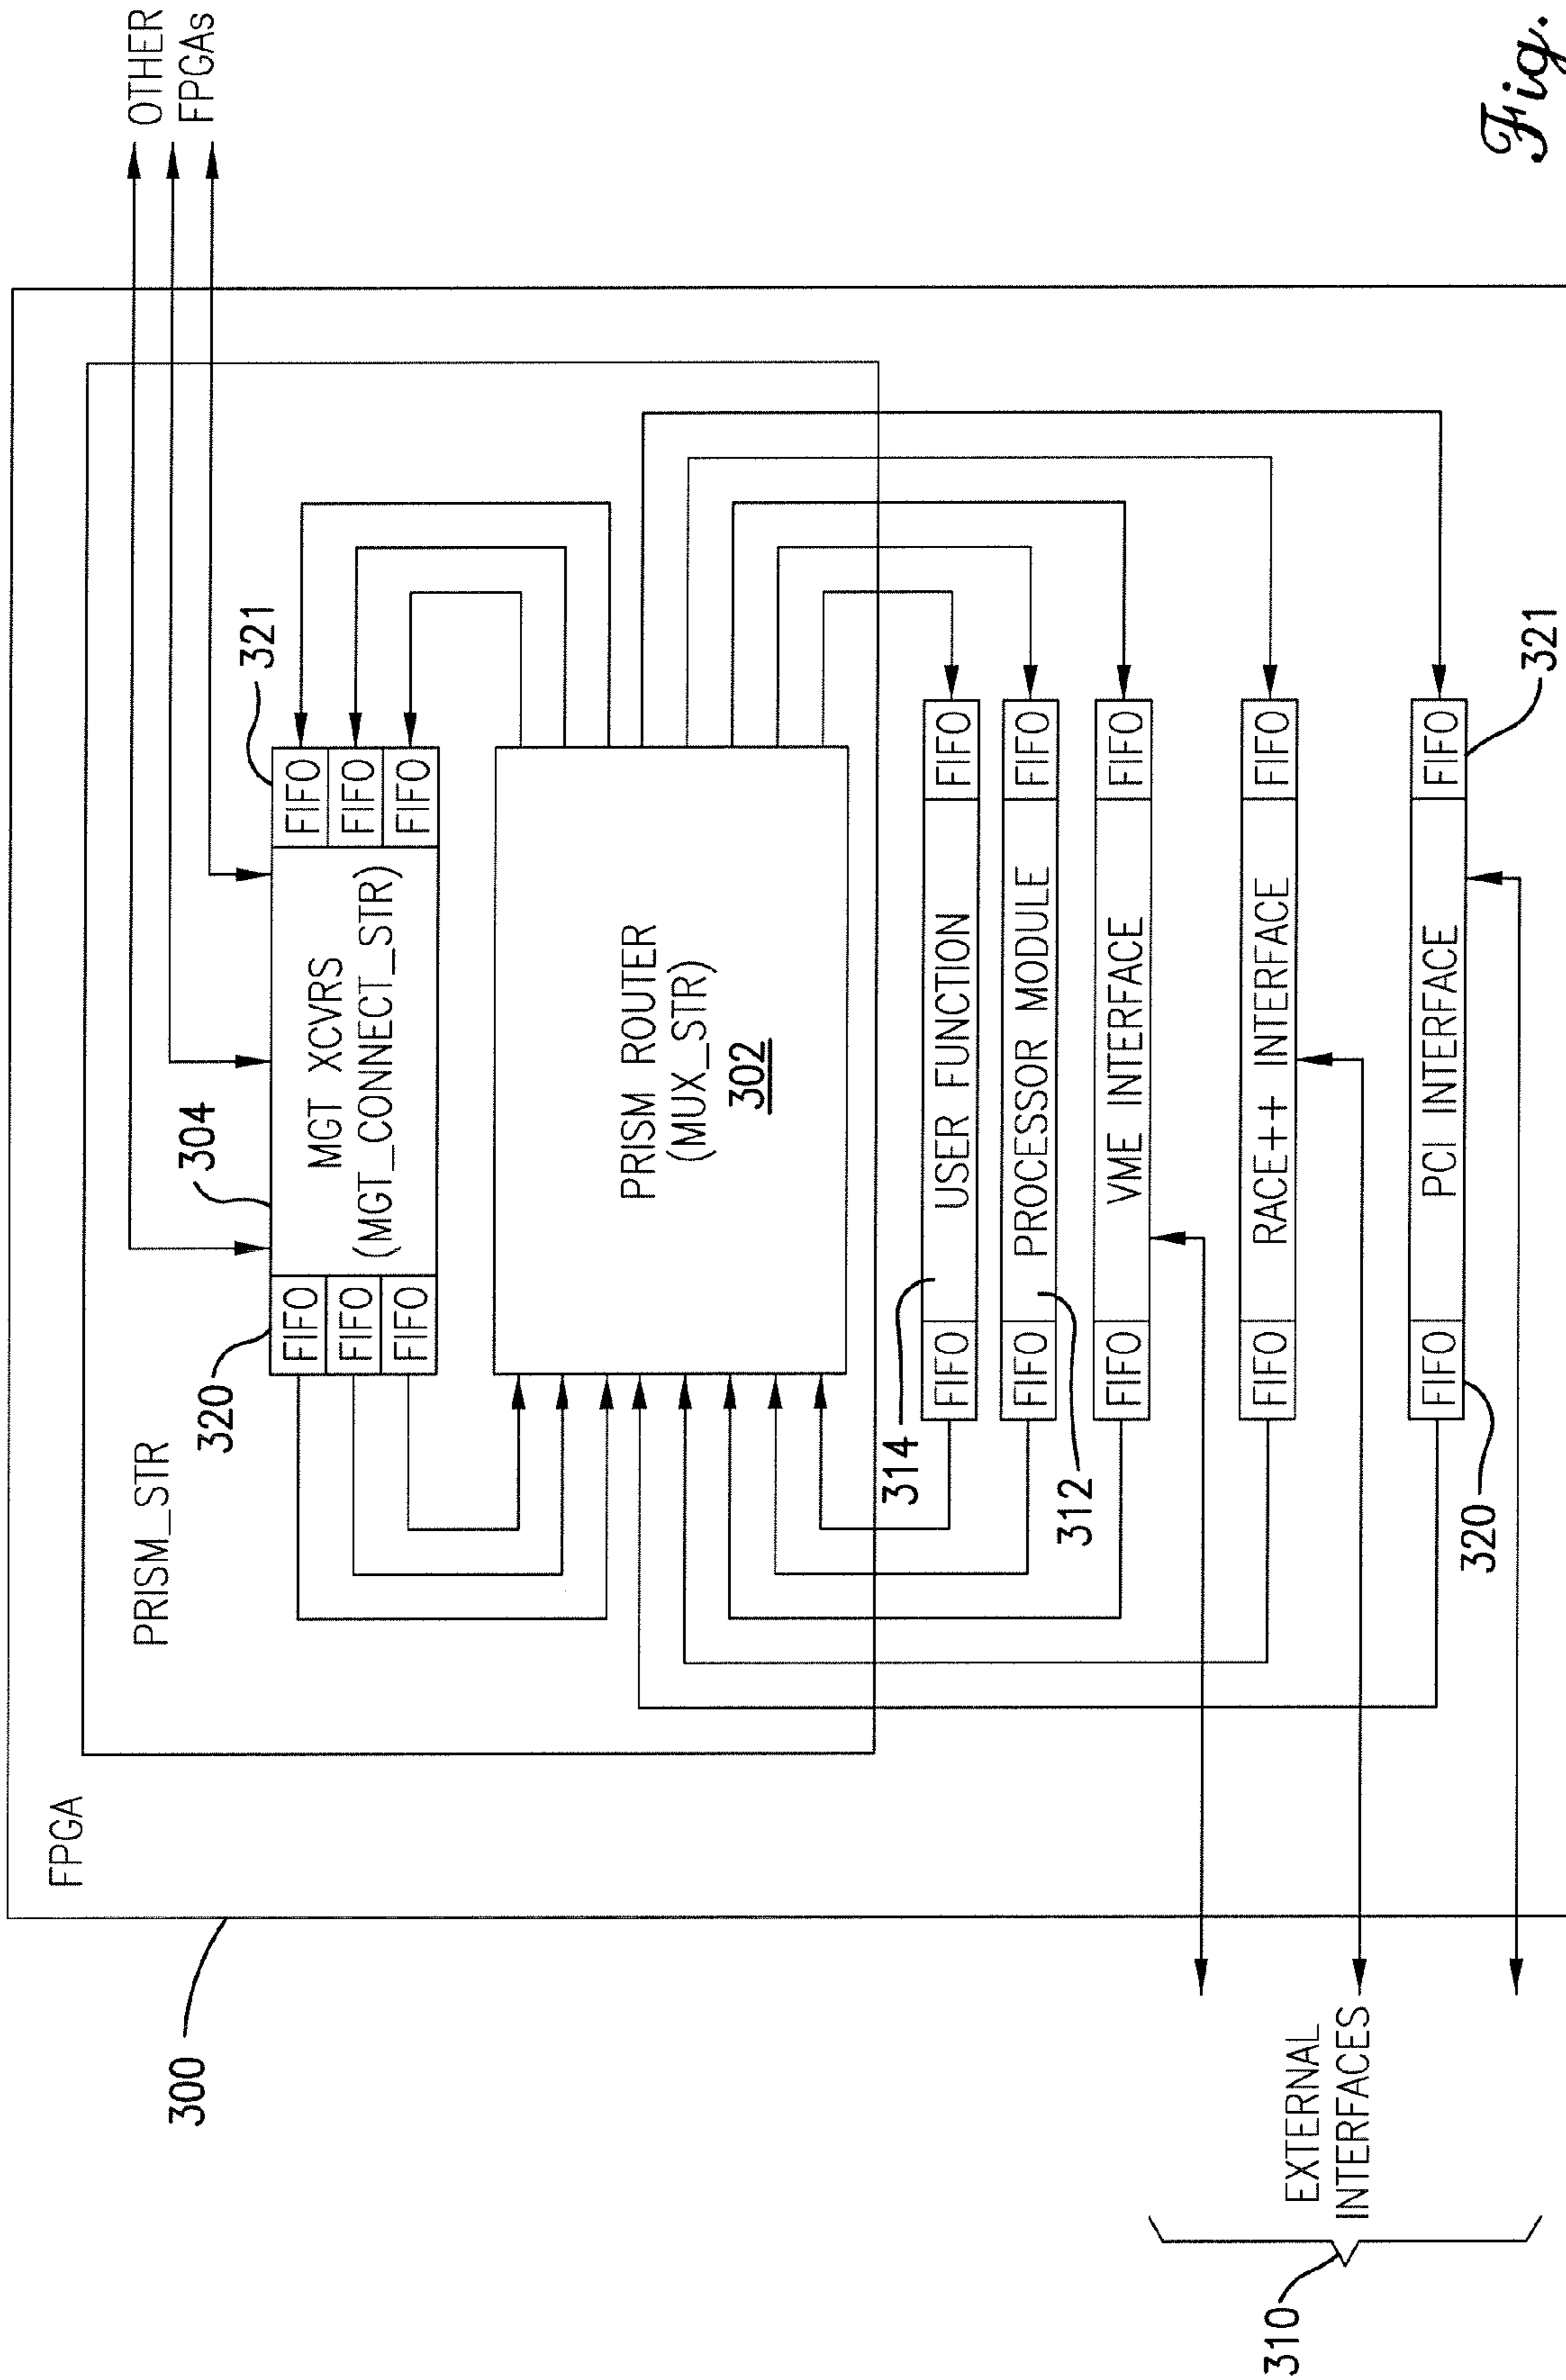 300
FPGA
PRISM_STR
OTHER
FPGAs
320
304
321
FIFO
FIFO
FIFO
MGT XCVRS
(MGT_CONNECT_STR)
FIFO
FIFO
FIFO
PRISM ROUTER
(MUX_STR)
302
314
FIFO
USER FUNCTION
FIFO
312
FIFO
PROCESSOR MODULE
FIFO
FIFO
VME INTERFACE
FIFO
FIFO
RACE++ INTERFACE
FIFO
320
FIFO
PCI INTERFACE
FIFO
321
310
EXTERNAL
INTERFACES
Fig.